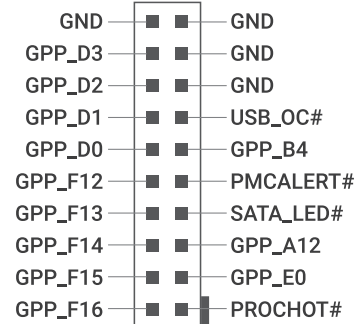 GND GND
GPP_D3 GND
GPP_D2 GND
GPP_D1 USB_OC#
GPP_D0 GPP_B4
GPP_F12 PMCALERT#
GPP_F13 SATA_LED#
GPP_F14 GPP_A12
GPP_F15 GPP_E0
GPP_F16 PROCHOT#